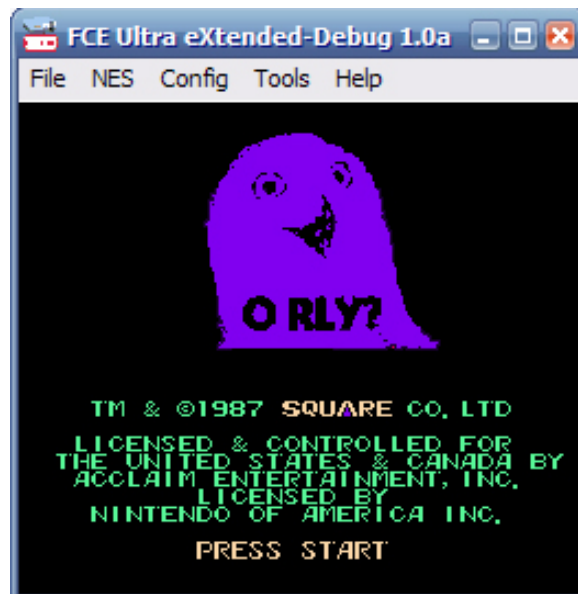 FCE Ultra eXtended-Debug 1.0a
File NES Config Tools Help
O RLY?
TM & ©1987 SQUARE CO. LTD
LICENSED & CONTROLLED FOR
THE UNITED STATES & CANADA BY
ACCLAIM ENTERTAINMENT, INC.
LICENSED BY
NINTENDO OF AMERICA INC.
PRESS START